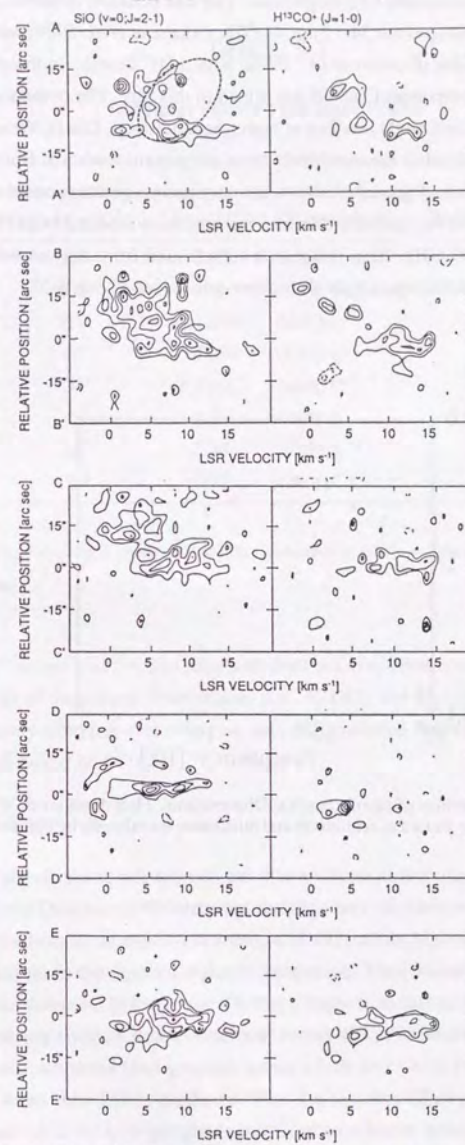 SiO (v=0;J=2-1) H¹³CO⁺ (J=1-0)
A
RELATIVE POSITION [arc sec]
15"
0"
-15"
A'
0 5 10 15 0 5 10 15
LSR VELOCITY [km s⁻¹]
B
RELATIVE POSITION [arc sec]
15"
0"
-15"
B'
0 5 10 15 0 5 10 15
LSR VELOCITY [km s⁻¹]
C
RELATIVE POSITION [arc sec]
15"
0"
-15"
C'
0 5 10 15 0 5 10 15
LSR VELOCITY [km s⁻¹]
D
RELATIVE POSITION [arc sec]
15"
0"
-15"
D'
0 5 10 15 0 5 10 15
LSR VELOCITY [km s⁻¹]
E
RELATIVE POSITION [arc sec]
15"
0"
-15"
E'
0 5 10 15 0 5 10 15
LSR VELOCITY [km s⁻¹]